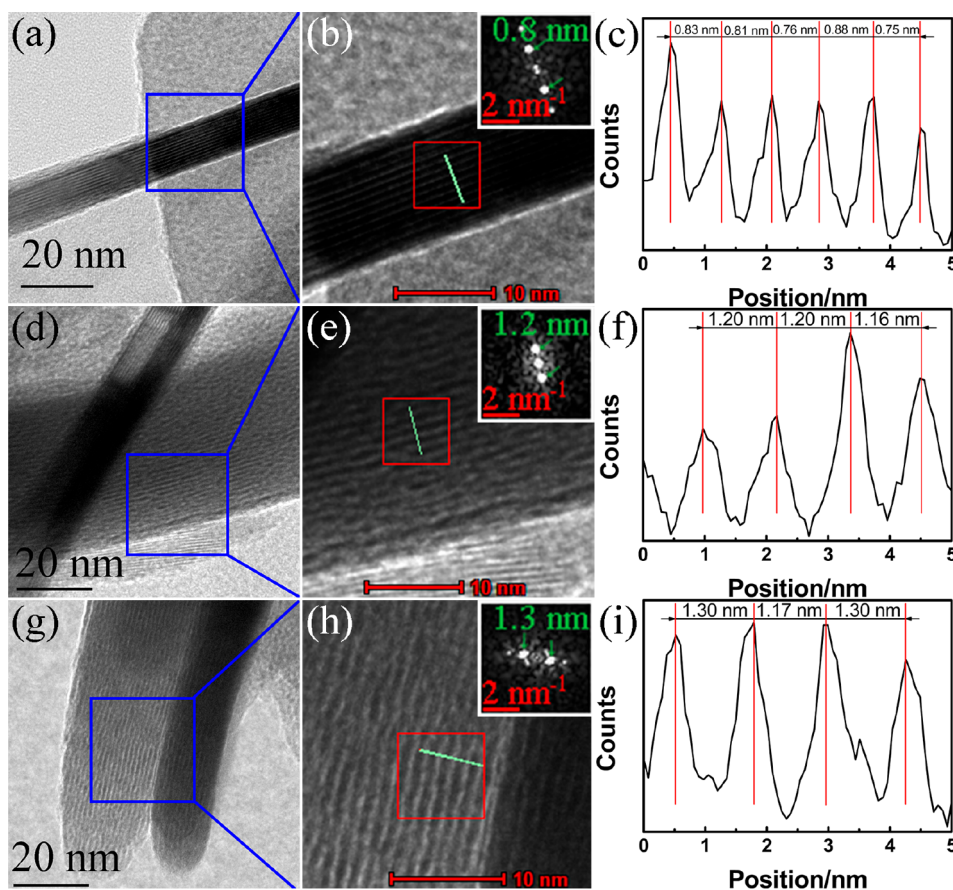 (a)
20 nm
(b)
0.8 nm
2 nm⁻¹
10 nm
(c)
0.83 nm 0.81 nm 0.76 nm 0.88 nm 0.75 nm
Counts
0 1 2 3 4 5
Position/nm
(d)
20 nm
(e)
1.2 nm
2 nm⁻¹
10 nm
(f)
1.20 nm 1.20 nm 1.16 nm
Counts
0 1 2 3 4 5
Position/nm
(g)
20 nm
(h)
1.3 nm
2 nm⁻¹
10 nm
(i)
1.30 nm 1.17 nm 1.30 nm
Counts
0 1 2 3 4 5
Position/nm